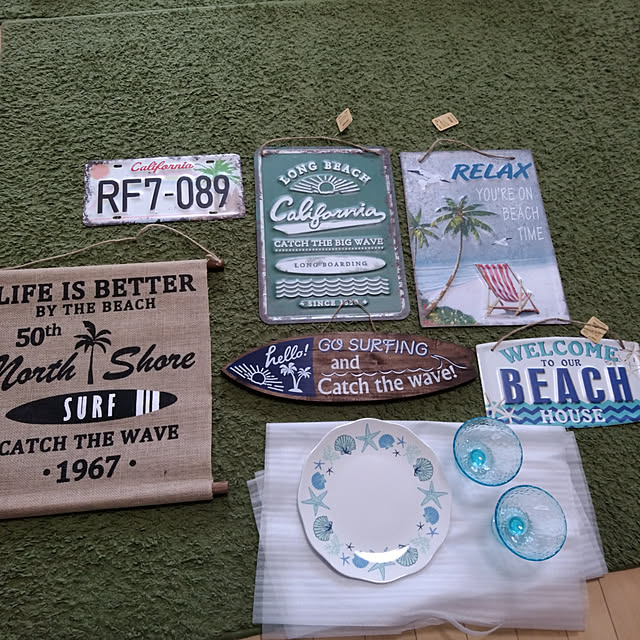 California
RF7-089
LONG BEACH
California
CATCH THE BIG WAVE
LONG BOARDING
RELAX
YOU'RE ON
BEACH
TIME
LIFE IS BETTER
BY THE BEACH
50th
North Shore
SURF
CATCH THE WAVE
• 1967 •
hello! GO SURFING
and
Catch the wave!
WELCOME
TO OUR
BEACH
HOUSE